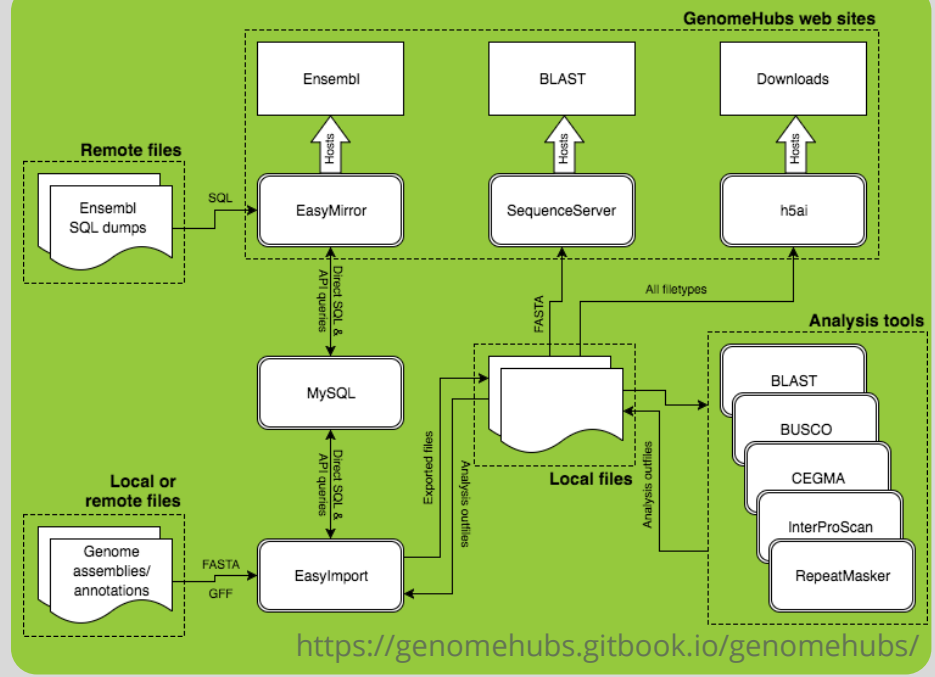 GenomeHubs web sites
Ensembl
BLAST
Downloads
Hosts
Hosts
Hosts
Remote files
Ensembl
SQL dumps
SQL
EasyMirror
SequenceServer
h5ai
Direct SQL &
API queries
FASTA
All filetypes
Analysis tools
MySQL
BLAST
BUSCO
CEGMA
InterProScan
RepeatMasker
Direct SQL &
API queries
Exported files
Analysis outfiles
Local files
Analysis outfiles
Local or
remote files
Genome
assemblies/
annotations
FASTA
GFF
EasyImport
https://genomehubs.gitbook.io/genomehubs/